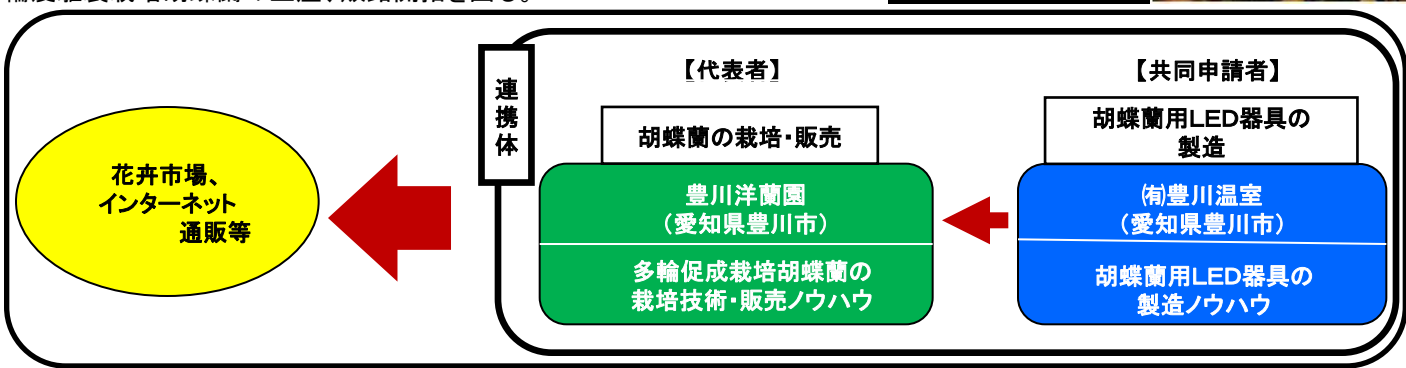 連携体
【代表者】
胡蝶蘭の栽培・販売
豊川洋蘭園
（愛知県豊川市）
多輪促成栽培胡蝶蘭の
栽培技術・販売ノウハウ
【共同申請者】
胡蝶蘭用LED器具の
製造
㈲豊川温室
（愛知県豊川市）
胡蝶蘭用LED器具の
製造ノウハウ
花卉市場、
インターネット
通販等